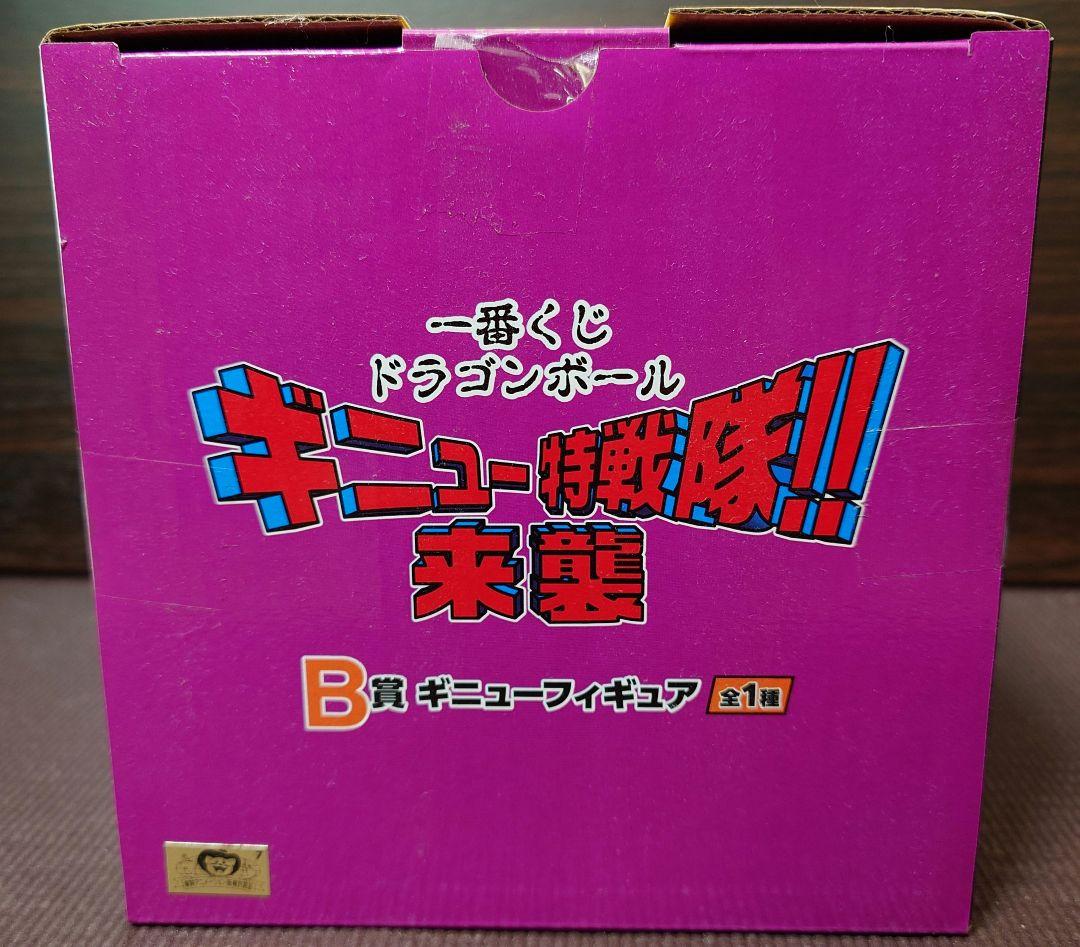 一番くじ
ドラゴンボール
ギニュー特戦隊!!
来襲
B賞 ギニューフィギュア 全1種